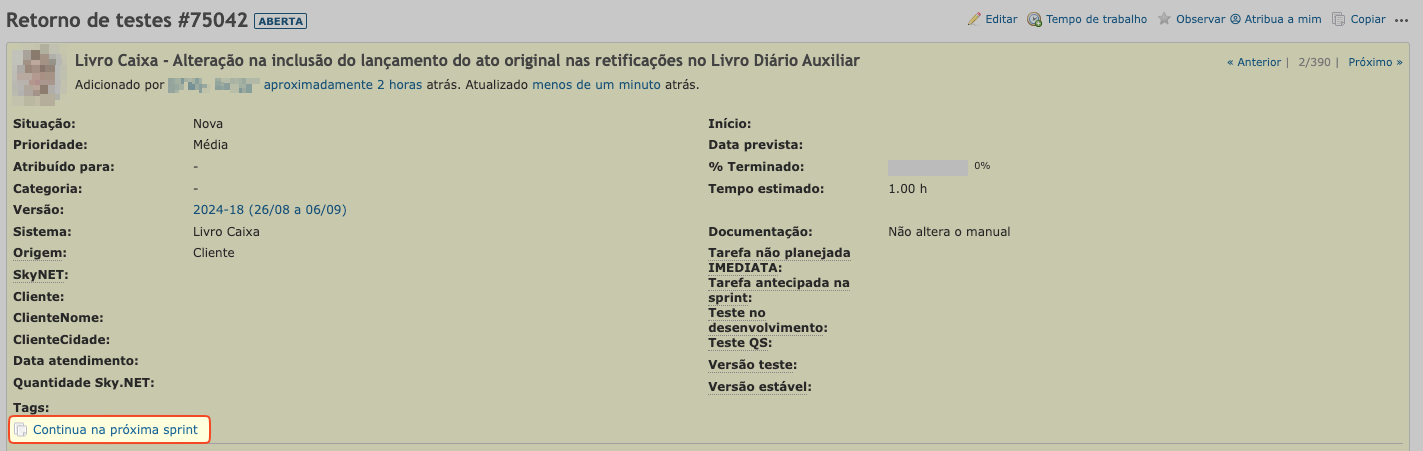 Retorno de testes #75042 ABERTA
Editar Tempo de trabalho Observar Atribua a mim Copiar ...
Livro Caixa - Alteração na inclusão do lançamento do ato original nas retificações no Livro Diário Auxiliar
« Anterior | 2/390 | Próximo »
Adicionado por aproximadamente 2 horas atrás. Atualizado menos de um minuto atrás.
Situação: Nova
Início:
Prioridade: Média
Data prevista:
Atribuído para: -
% Terminado: 0%
Categoria: -
Tempo estimado: 1.00 h
Versão: 2024-18 (26/08 a 06/09)
Sistema: Livro Caixa
Documentação: Não altera o manual
Origem: Cliente
Tarefa não planejada
IMEDIATA:
SkyNET:
Tarefa antecipada na
sprint:
Cliente:
ClienteNome:
Teste no
desenvolvimento:
ClienteCidade:
Teste QS:
Data atendimento:
Versão teste:
Quantidade Sky.NET:
Versão estável:
Tags:
Continua na próxima sprint